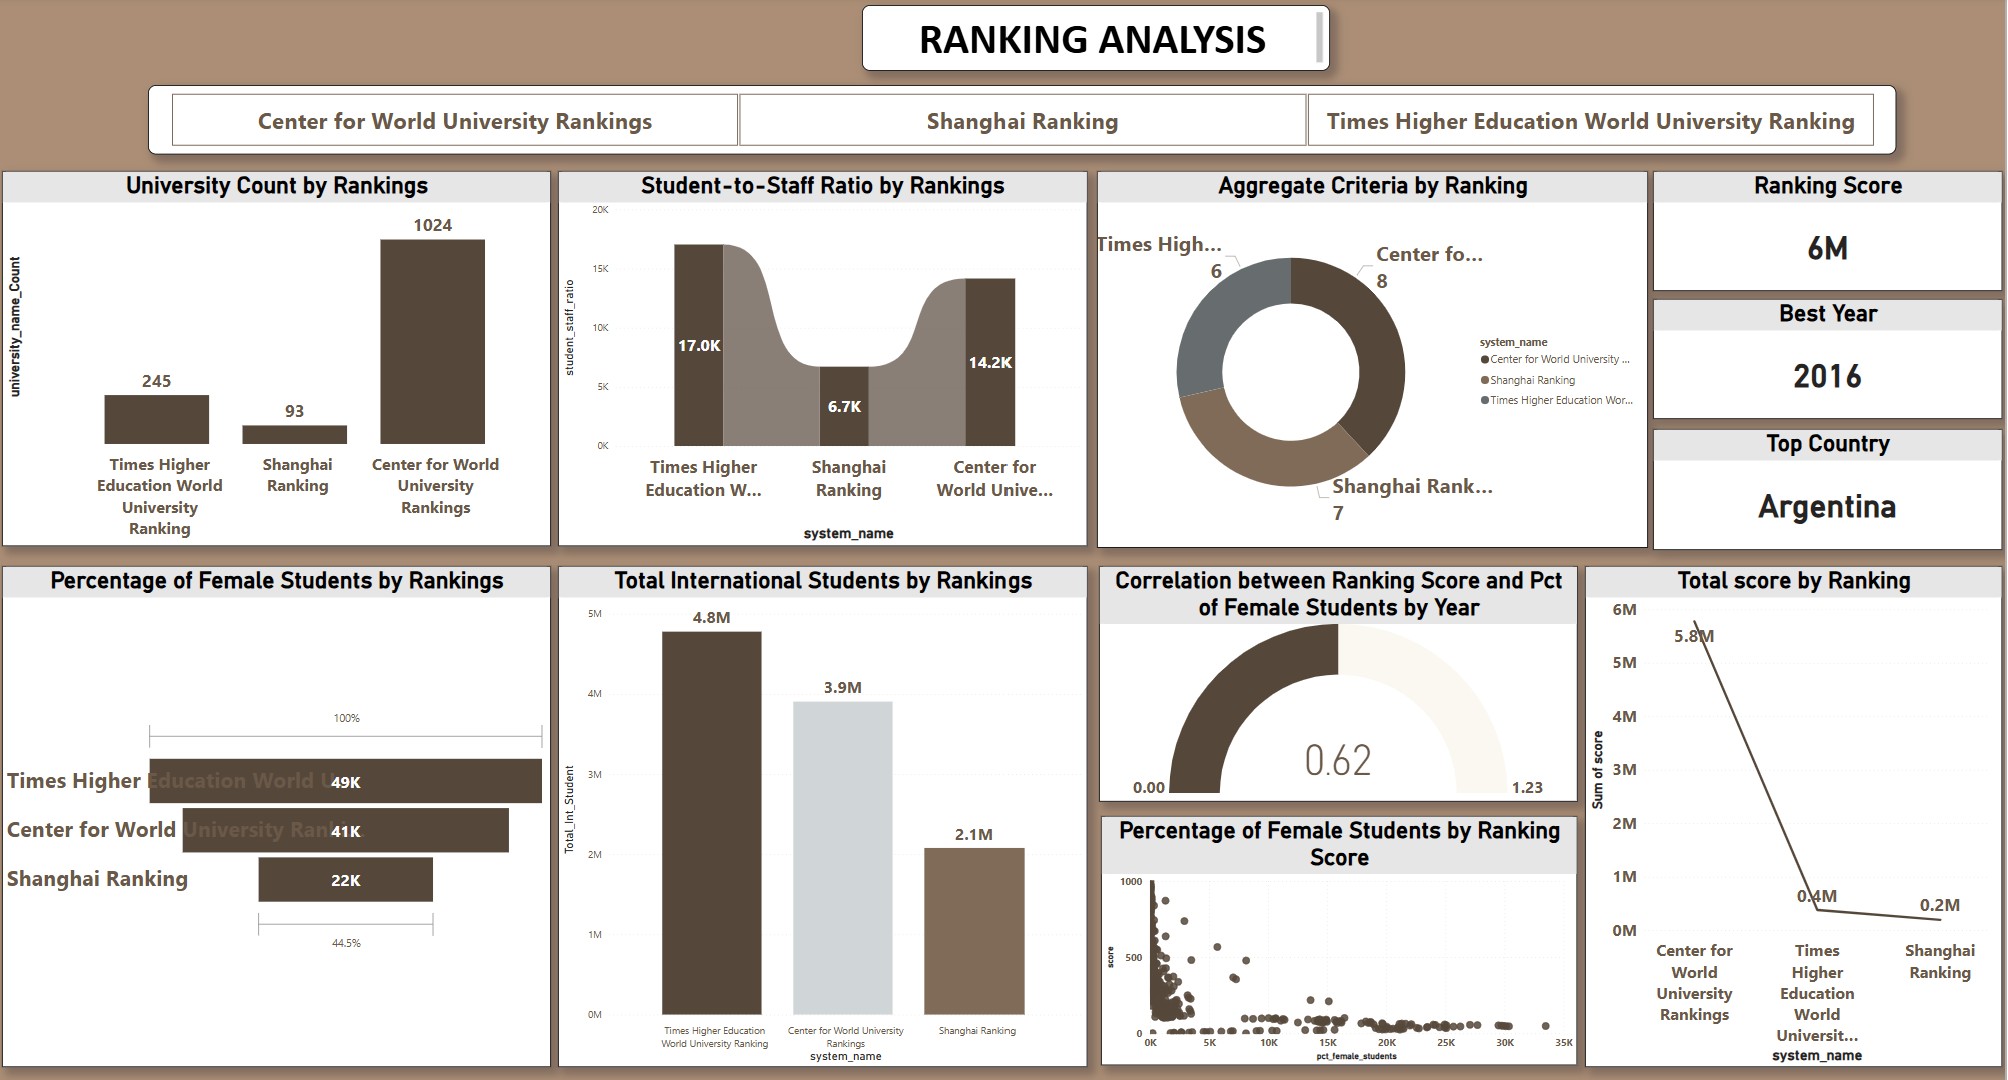 RANKING ANALYSIS
Center for World University Rankings
Shanghai Ranking
Times Higher Education World University Ranking
University Count by Rankings
university_name_Count
245
93
1024
Times Higher
Education World
University
Ranking
Shanghai
Ranking
Center for World
University
Rankings
Student-to-Staff Ratio by Rankings
student_staff_ratio
20K
15K
10K
5K
0K
17.0K
6.7K
14.2K
Times Higher
Education W...
Shanghai
Ranking
Center for
World Unive...
system_name
Aggregate Criteria by Ranking
Times High...
6
Center fo...
8
Shanghai Rank...
7
system_name
Center for World University ...
Shanghai Ranking
Times Higher Education Wor...
Ranking Score
6M
Best Year
2016
Top Country
Argentina
Percentage of Female Students by Rankings
100%
Times Higher Education World U
49K
Center for World University Ranki
41K
Shanghai Ranking
22K
44.5%
Total International Students by Rankings
Total_Int_Student
5M
4M
3M
2M
1M
0M
4.8M
3.9M
2.1M
Times Higher Education
World University Ranking
Center for World University
Rankings
Shanghai Ranking
system_name
Correlation between Ranking Score and Pct
of Female Students by Year
0.62
0.00
1.23
Percentage of Female Students by Ranking
Score
score
1000
500
0
0K
5K
10K
15K
20K
25K
30K
35K
pct_female_students
Total score by Ranking
Sum of score
6M
5M
4M
3M
2M
1M
0M
5.8M
0.4M
0.2M
Center for
World
University
Rankings
Times
Higher
Education
World
Universit...
Shanghai
Ranking
system_name